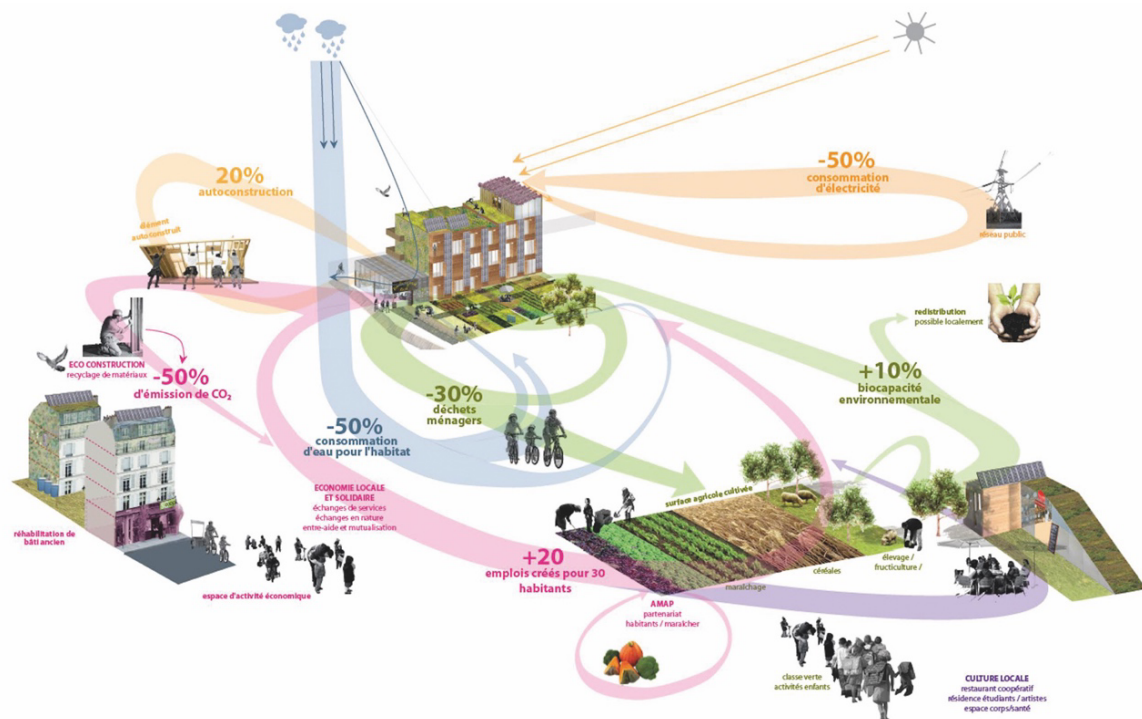 20%
autoconstruction
-50%
consommation
d'électricité
élément
autoconstruit
réseau public
redistribution
possible localement
ECO CONSTRUCTION
recyclage de matériaux
-50%
d'émission de CO₂
-30%
déchets
ménagers
+10%
biocapacité
environnementale
-50%
consommation
d'eau pour l'habitat
surface agricole cultivée
ECONOMIE LOCALE
ET SOLIDAIRE
échanges de services
échanges en nature
entre-aide et mutualisation
réhabilitation de
bâti ancien
+20
emplois créés pour 30
habitants
élevage /
fructiculture /
céréales
maraîchage
espace d'activité économique
AMAP
partenariat
habitants / maraîcher
classe verte
activités enfants
CULTURE LOCALE
restaurant coopératif
résidence étudiants / artistes
espace corps/santé